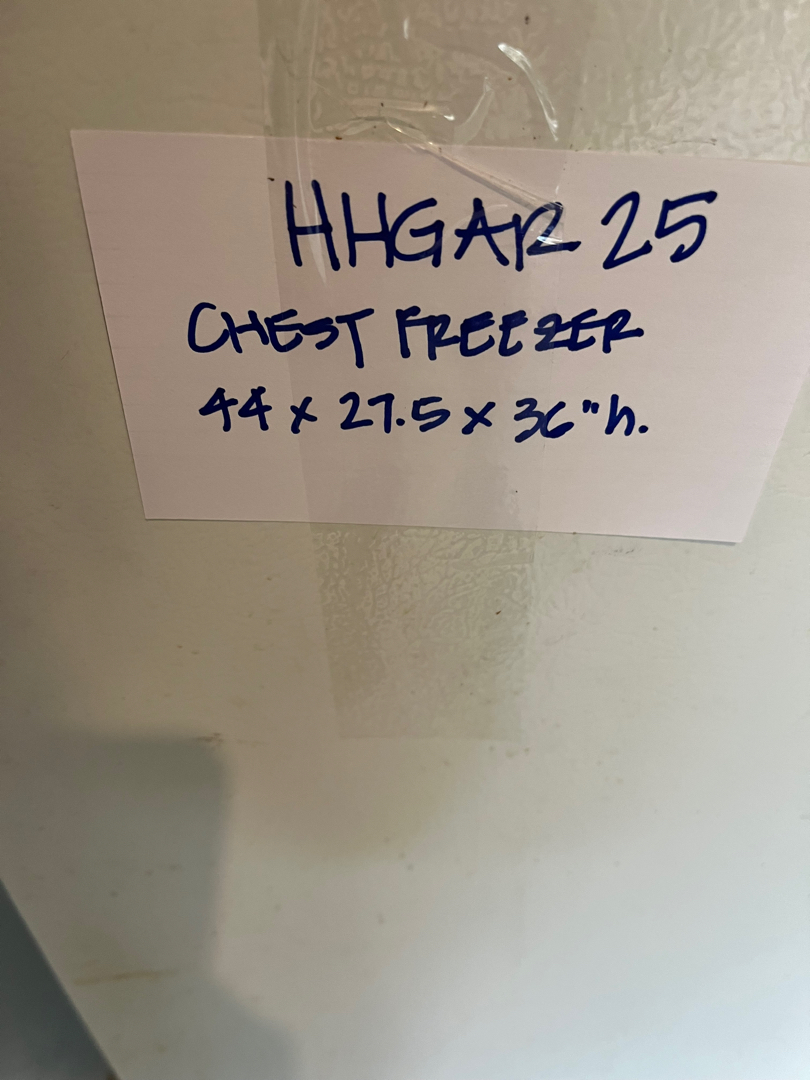 HHGAR 25
CHEST FREEZER
44 x 27.5 x 36"h.